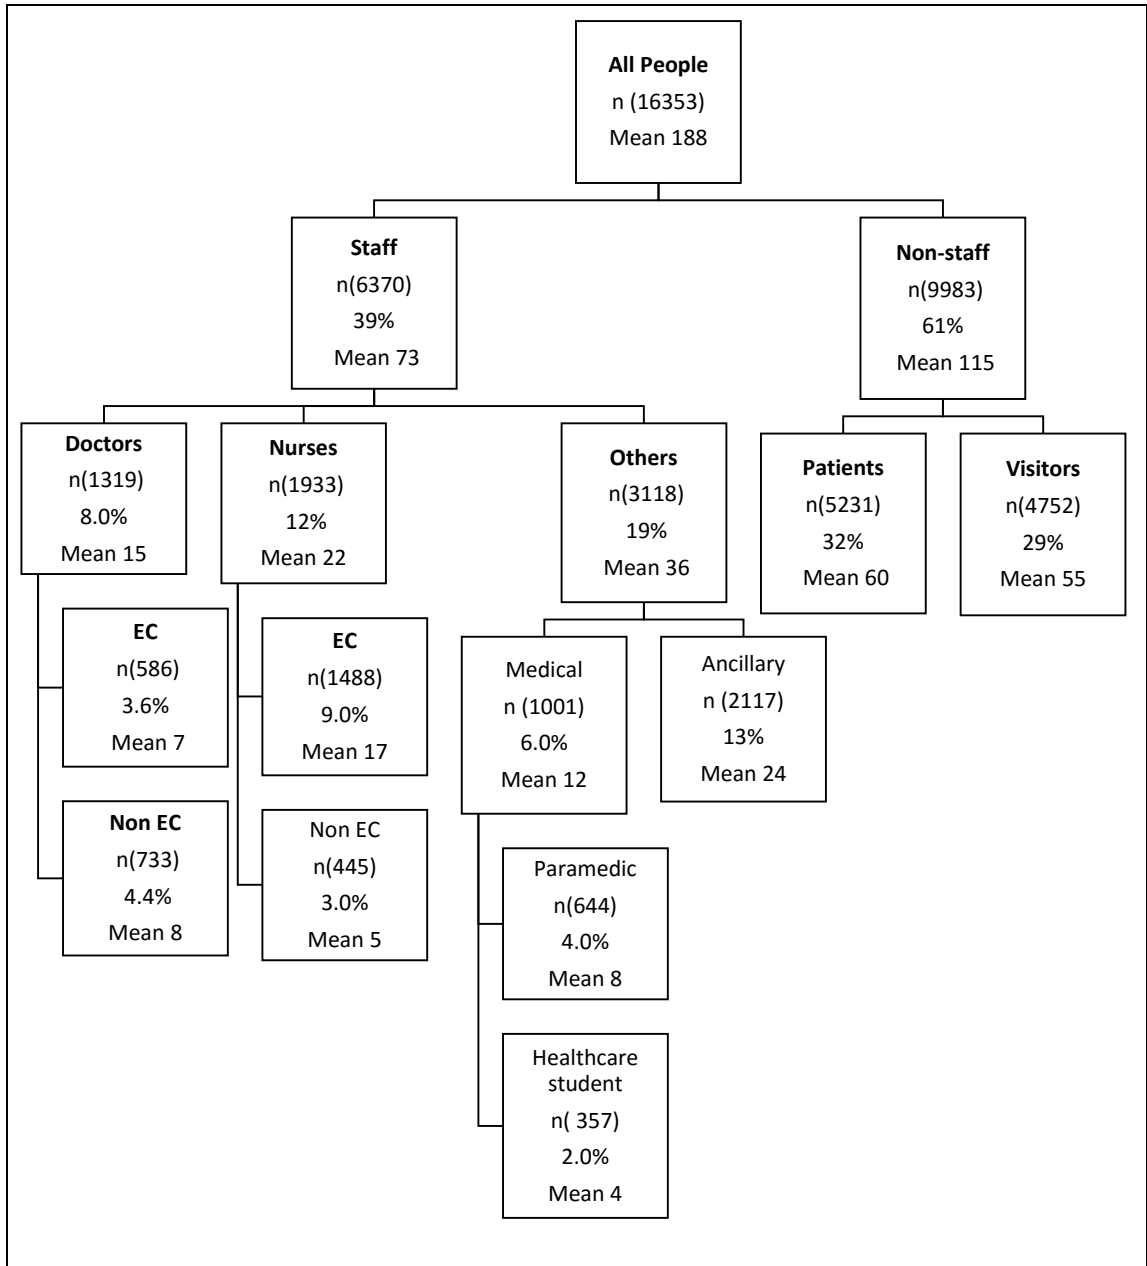 All People
n (16353)
Mean 188
Staff
n(6370)
39%
Mean 73
Non-staff
n(9983)
61%
Mean 115
Doctors
n(1319)
8.0%
Mean 15
Nurses
n(1933)
12%
Mean 22
Others
n(3118)
19%
Mean 36
Patients
n(5231)
32%
Mean 60
Visitors
n(4752)
29%
Mean 55
EC
n(586)
3.6%
Mean 7
EC
n(1488)
9.0%
Mean 17
Medical
n (1001)
6.0%
Mean 12
Ancillary
n (2117)
13%
Mean 24
Non EC
n(733)
4.4%
Mean 8
Non EC
n(445)
3.0%
Mean 5
Paramedic
n(644)
4.0%
Mean 8
Healthcare
student
n( 357)
2.0%
Mean 4